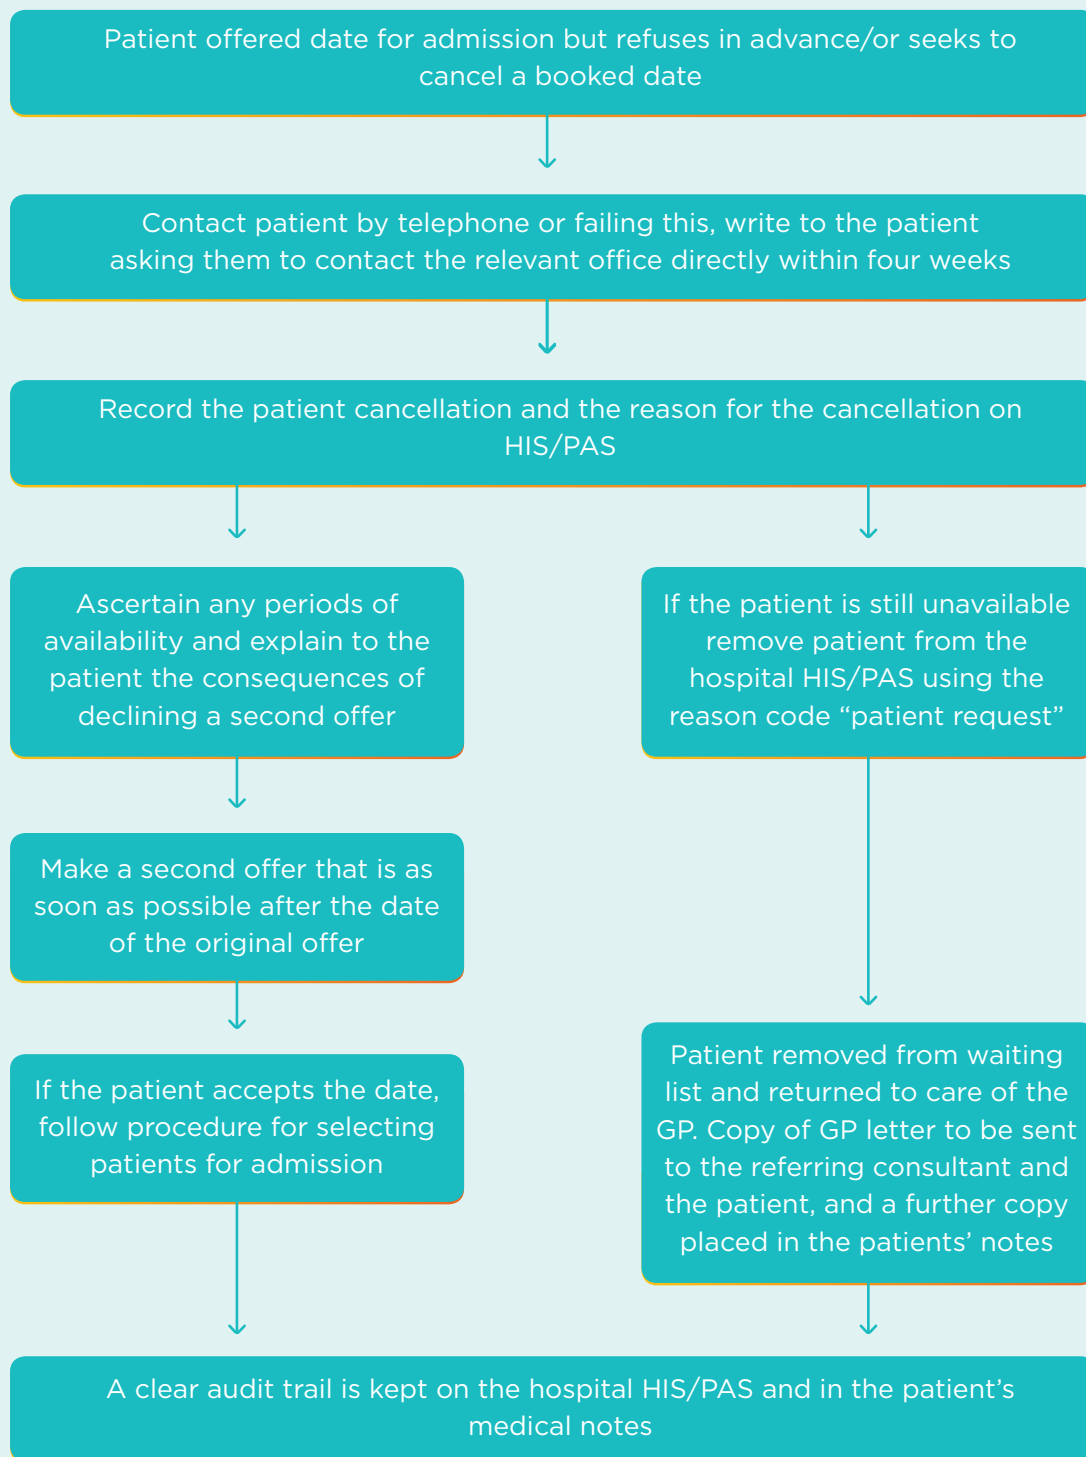 Patient offered date for admission but refuses in advance/or seeks to
cancel a booked date
Contact patient by telephone or failing this, write to the patient
asking them to contact the relevant office directly within four weeks
Record the patient cancellation and the reason for the cancellation on
HIS/PAS
Ascertain any periods of
availability and explain to the
patient the consequences of
declining a second offer
Make a second offer that is as
soon as possible after the date
of the original offer
If the patient accepts the date,
follow procedure for selecting
patients for admission
If the patient is still unavailable
remove patient from the
hospital HIS/PAS using the
reason code “patient request”
Patient removed from waiting
list and returned to care of the
GP. Copy of GP letter to be sent
to the referring consultant and
the patient, and a further copy
placed in the patients’ notes
A clear audit trail is kept on the hospital HIS/PAS and in the patient’s
medical notes